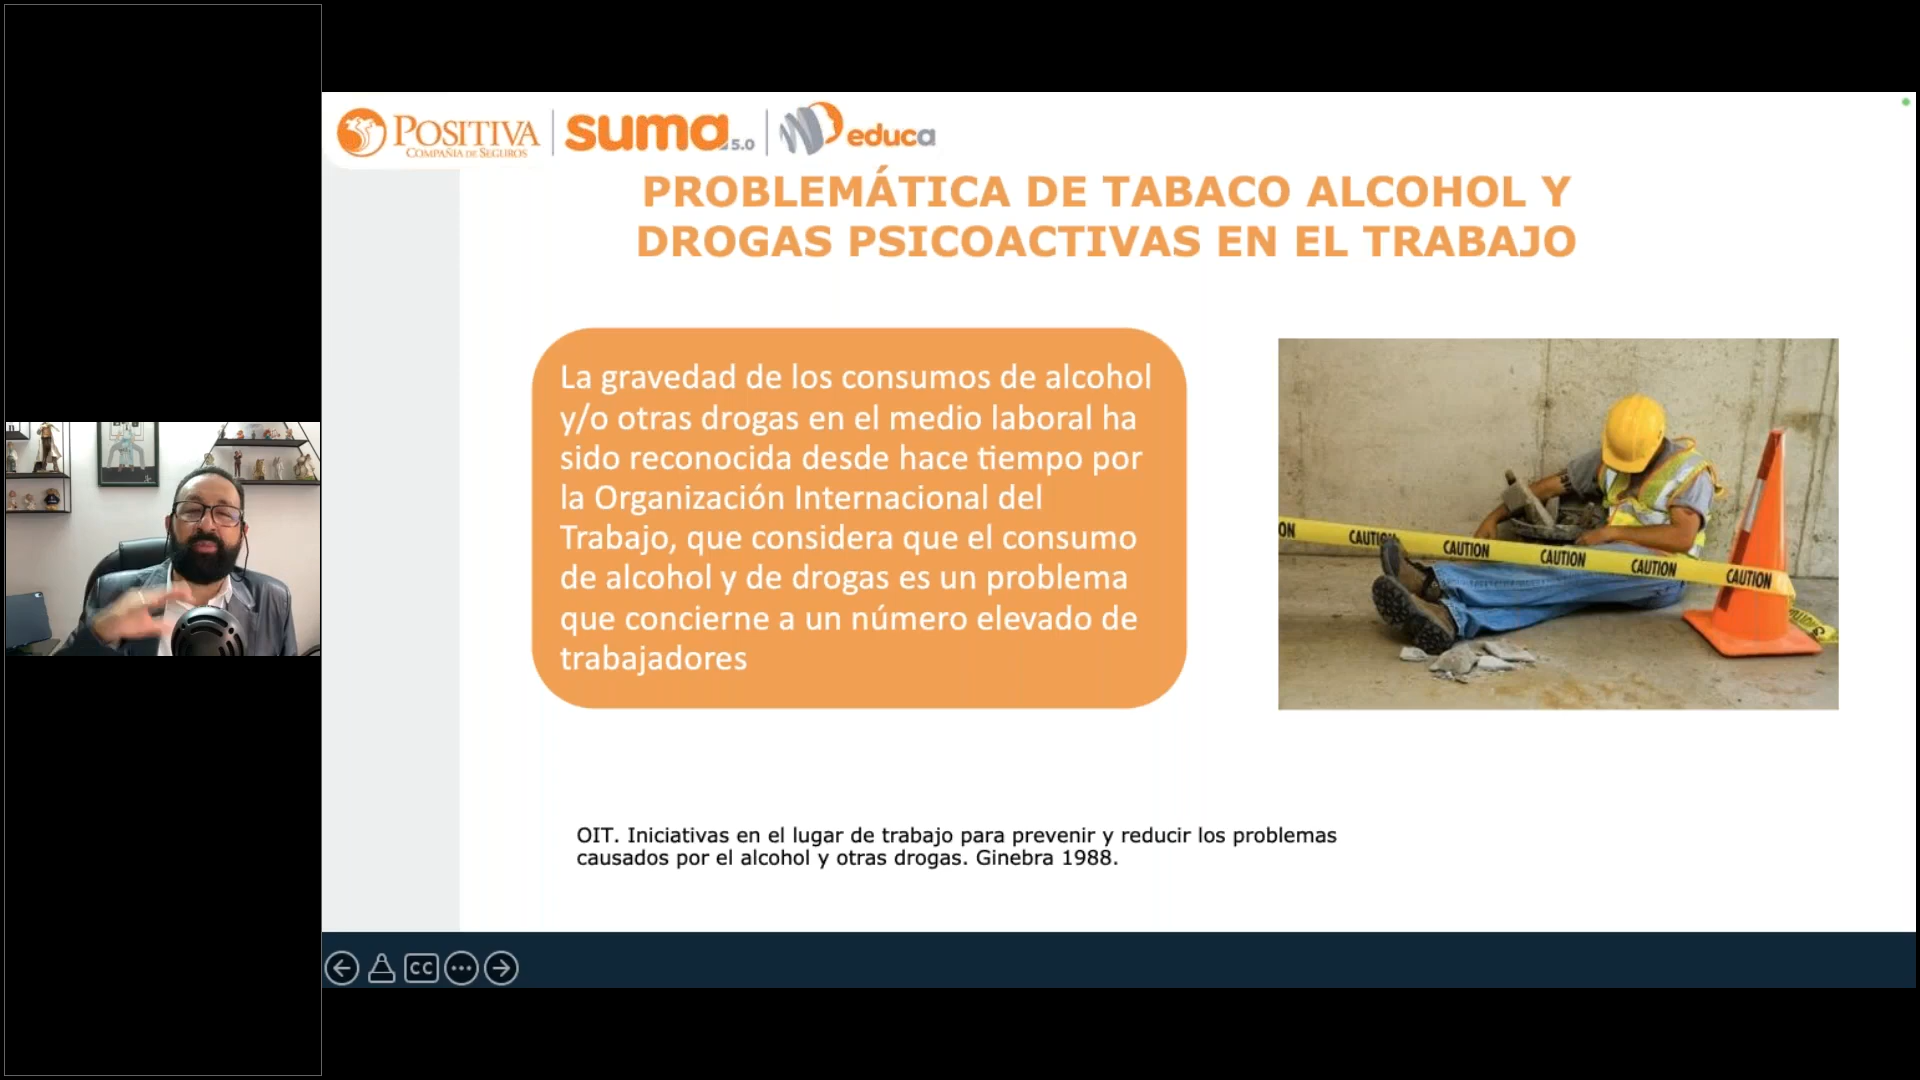 POSITIVA
COMPAÑIA DE SEGUROS
suma 5.0
educa
PROBLEMÁTICA DE TABACO ALCOHOL Y
DROGAS PSICOACTIVAS EN EL TRABAJO
La gravedad de los consumos de alcohol
y/o otras drogas en el medio laboral ha
sido reconocida desde hace tiempo por
la Organización Internacional del
Trabajo, que considera que el consumo
de alcohol y de drogas es un problema
que concierne a un número elevado de
trabajadores
ON CAUTION CAUTION CAUTION CAUTION CAUTION
OIT. Iniciativas en el lugar de trabajo para prevenir y reducir los problemas
causados por el alcohol y otras drogas. Ginebra 1988.
CC